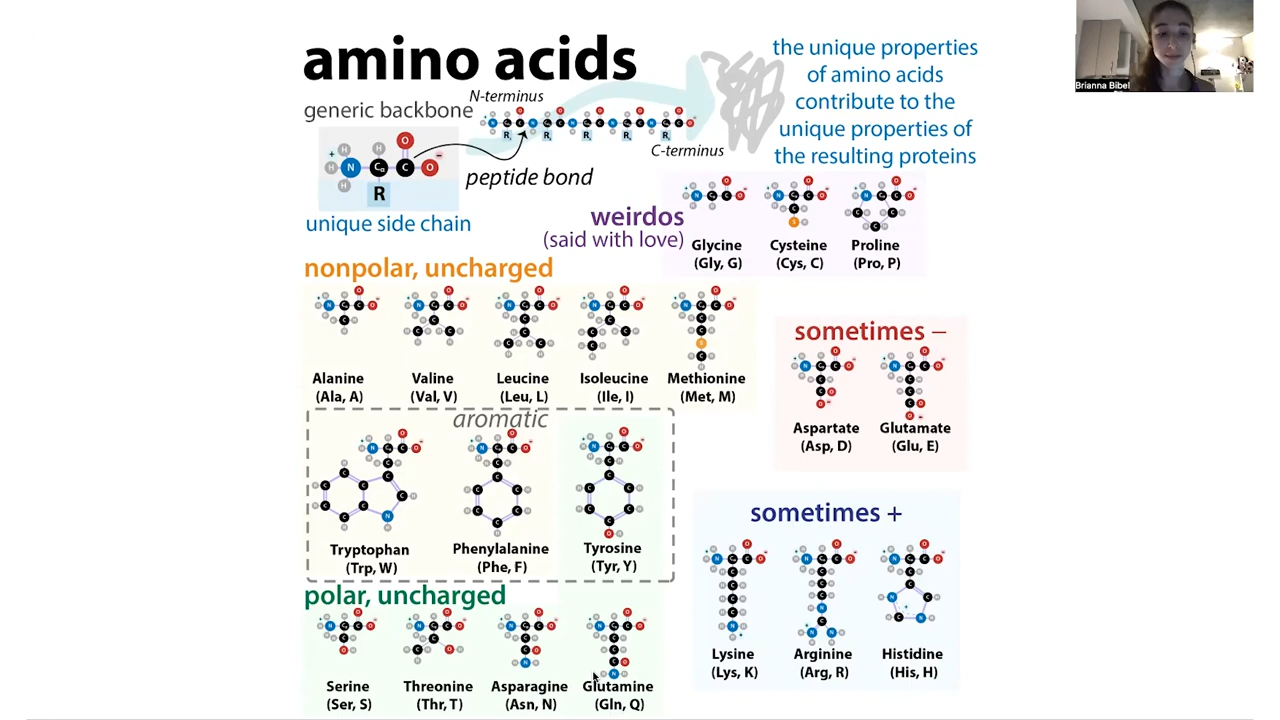 amino acids
generic backbone
N-terminus
C-terminus
peptide bond
R
unique side chain
the unique properties
of amino acids
contribute to the
unique properties of
the resulting proteins
Brianna Bibel
weirdos
(said with love)
Glycine
(Gly, G)
Cysteine
(Cys, C)
Proline
(Pro, P)
nonpolar, uncharged
Alanine
(Ala, A)
Valine
(Val, V)
Leucine
(Leu, L)
Isoleucine
(Ile, I)
Methionine
(Met, M)
sometimes −
Aspartate
(Asp, D)
Glutamate
(Glu, E)
aromatic
Tryptophan
(Trp, W)
Phenylalanine
(Phe, F)
Tyrosine
(Tyr, Y)
sometimes +
Lysine
(Lys, K)
Arginine
(Arg, R)
Histidine
(His, H)
polar, uncharged
Serine
(Ser, S)
Threonine
(Thr, T)
Asparagine
(Asn, N)
Glutamine
(Gln, Q)